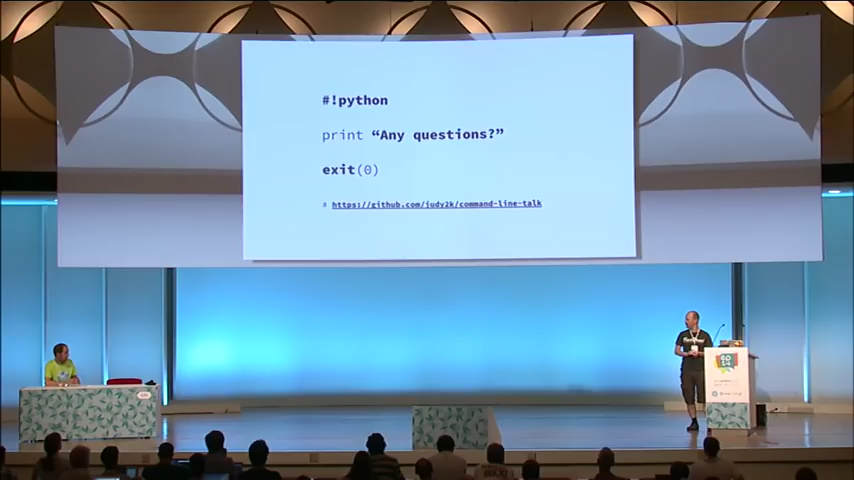 #!python
print “Any questions?”
exit(0)
# https://github.com/judy2k/command-line-talk